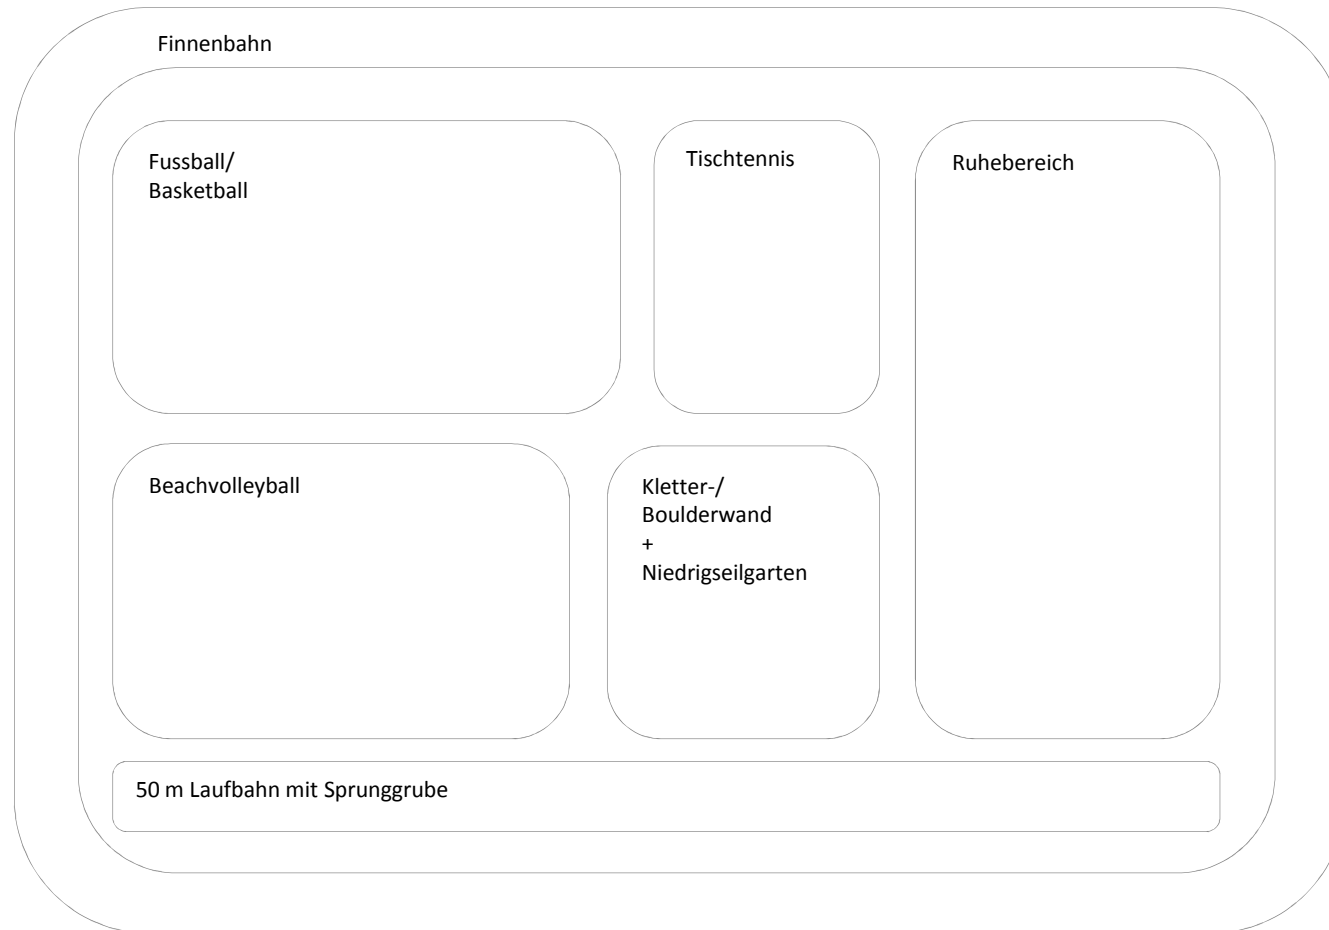 Finnenbahn
Fussball/
Basketball
Tischtennis
Ruhebereich
Beachvolleyball
Kletter-/
Boulderwand
+
Niedrigseilgarten
50 m Laufbahn mit Sprunggrube